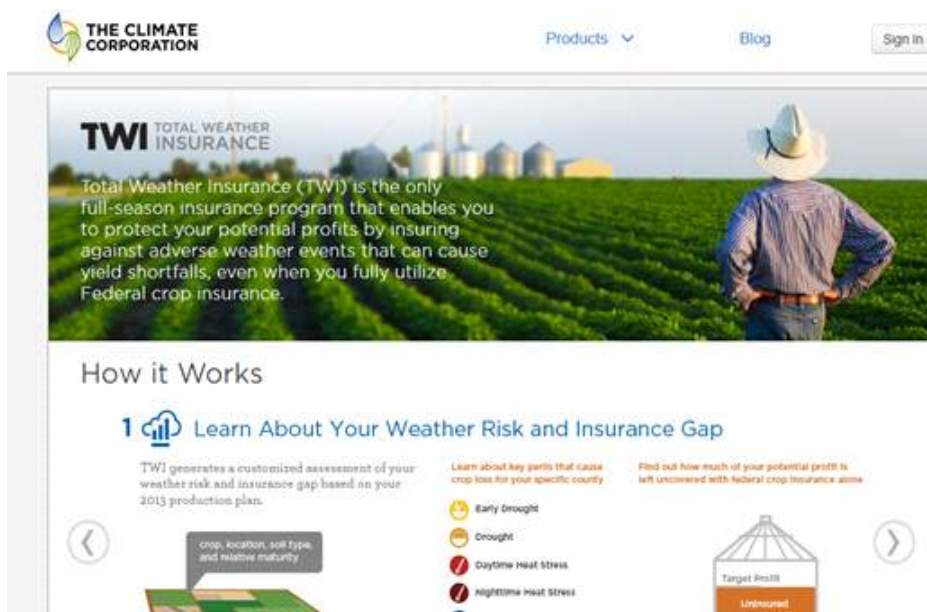 THE CLIMATE
CORPORATION
Products
Blog
Sign In
TWI TOTAL WEATHER
INSURANCE
Total Weather Insurance (TWI) is the only
full-season insurance program that enables you
to protect your potential profits by insuring
against adverse weather events that can cause
yield shortfalls, even when you fully utilize
Federal crop insurance.
How it Works
1 Learn About Your Weather Risk and Insurance Gap
TWI generates a customized assessment of your
weather risk and insurance gap based on your
2013 production plan.
Learn about key perils that cause
crop loss for your specific county
Find out how much of your potential profit is
left uncovered with federal crop insurance alone
Early Drought
Drought
Daytime Heat Stress
Nighttime Heat Stress
crop, location, soil type,
and relative maturity
Target Profit
Uninsured